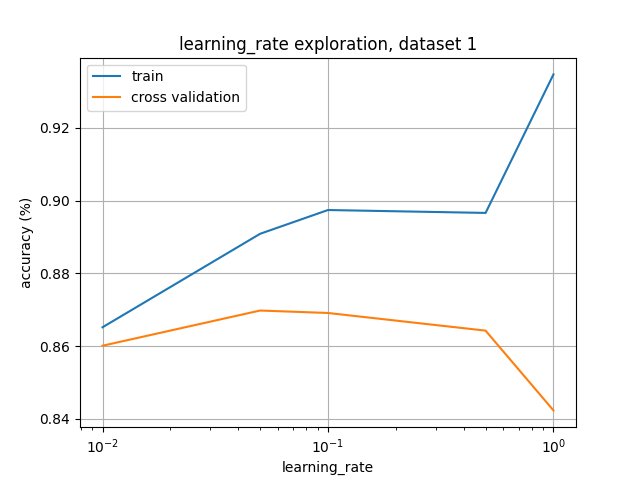 learning_rate exploration, dataset 1
train
cross validation
accuracy (%)
0.92
0.90
0.88
0.86
0.84
10⁻² 10⁻¹ 10⁰
learning_rate